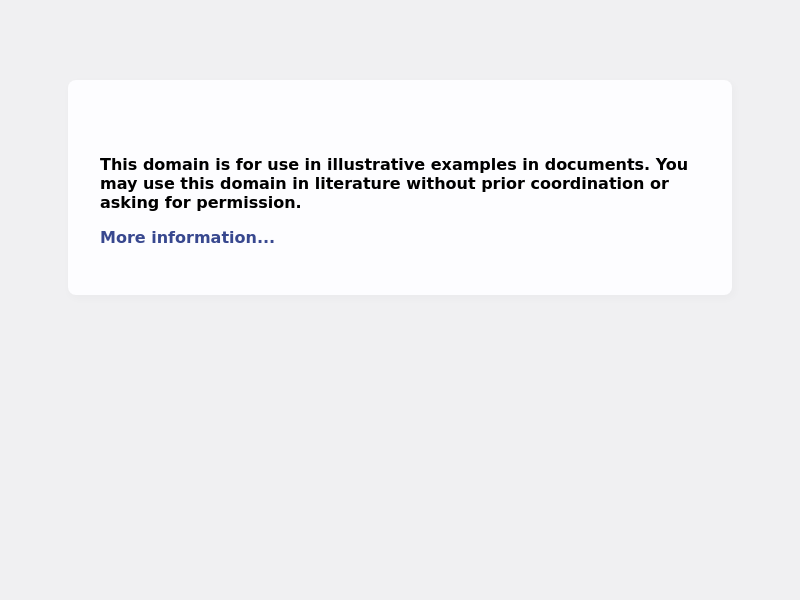 This domain is for use in illustrative examples in documents. You
may use this domain in literature without prior coordination or
asking for permission.
More information...